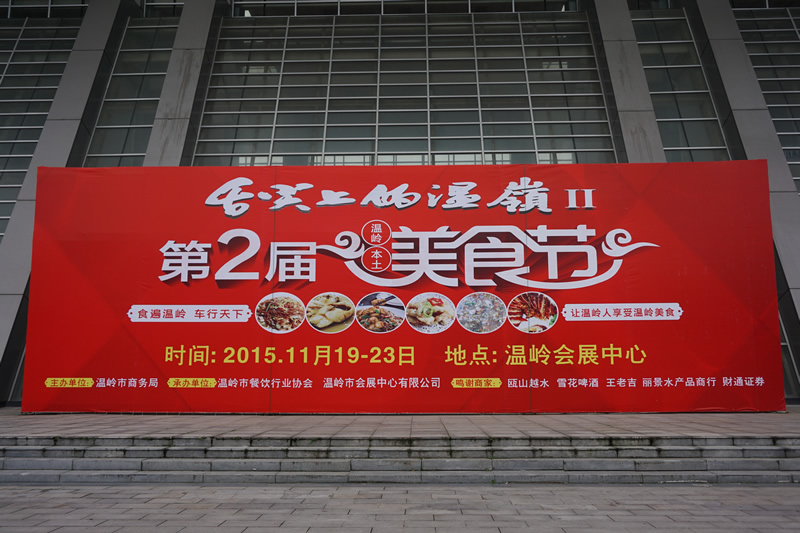 舌尖上的温嶺 II
第2届 温岭本土 美食节
食遍温岭 车行天下
让温岭人享受温岭美食
时间: 2015.11月19-23日 地点: 温岭会展中心
主办单位: 温岭市商务局 承办单位: 温岭市餐饮行业协会 温岭市会展中心有限公司 鸣谢商家: 瓯山越水 雪花啤酒 王老吉 丽景水产品商行 财通证券